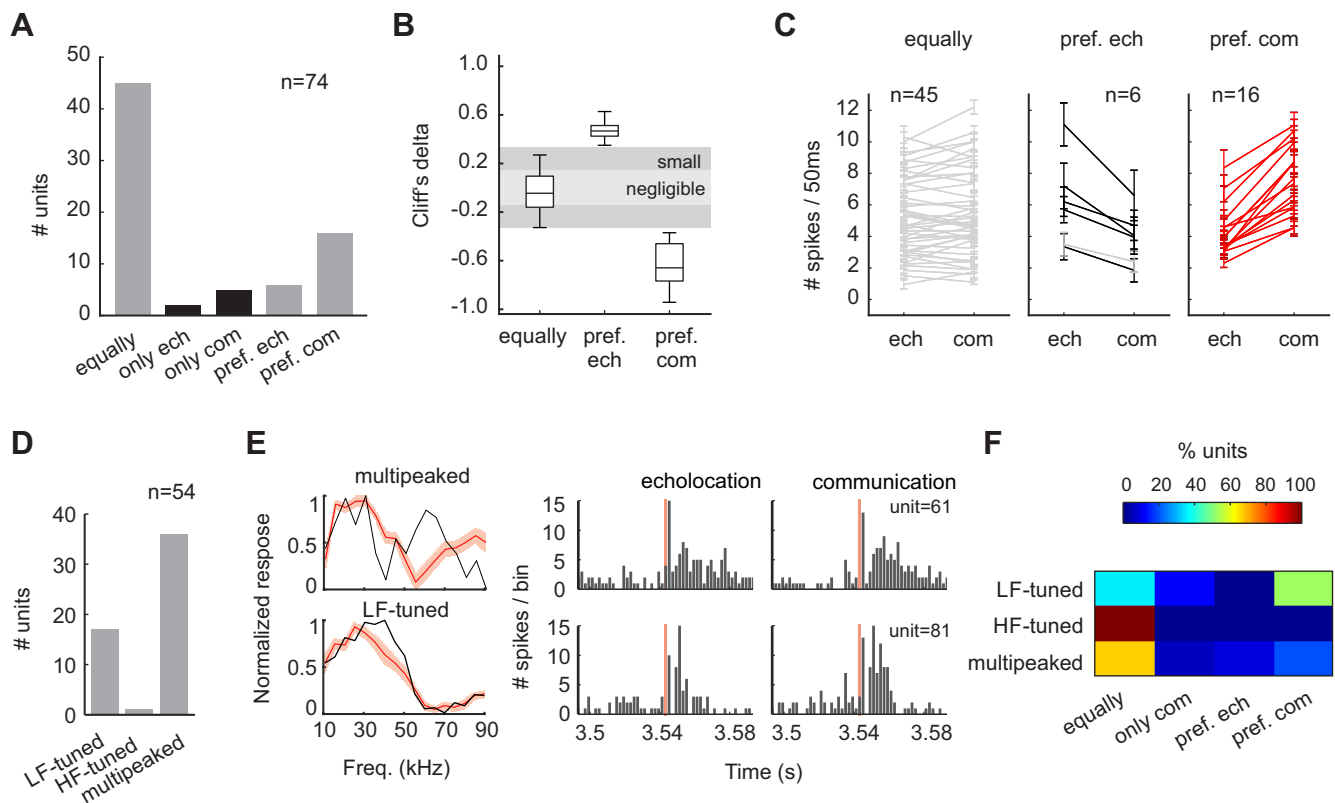 A
# units
50
40
30
20
10
0
n=74
equally
only ech
only com
pref. ech
pref. com
B
Cliff's delta
1.0
0.6
0.2
-0.2
-0.6
-1.0
small
negligible
equally
pref. ech
pref. com
C
equally
pref. ech
pref. com
n=45
n=6
n=16
# spikes / 50ms
12
10
8
6
4
2
0
ech
com
ech
com
ech
com
D
n=54
# units
40
20
0
LF-tuned
HF-tuned
multipeaked
E
multipeaked
Normalized respose
1
0.5
0
LF-tuned
1
0.5
0
10
30
50
70
90
Freq. (kHz)
echolocation
communication
unit=61
unit=81
# spikes / bin
15
10
5
0
15
10
5
0
15
10
5
0
15
10
5
0
3.5
3.54
3.58
3.5
3.54
3.58
Time (s)
F
% units
0
20
40
60
80
100
LF-tuned
HF-tuned
multipeaked
equally
only com
pref. ech
pref. com